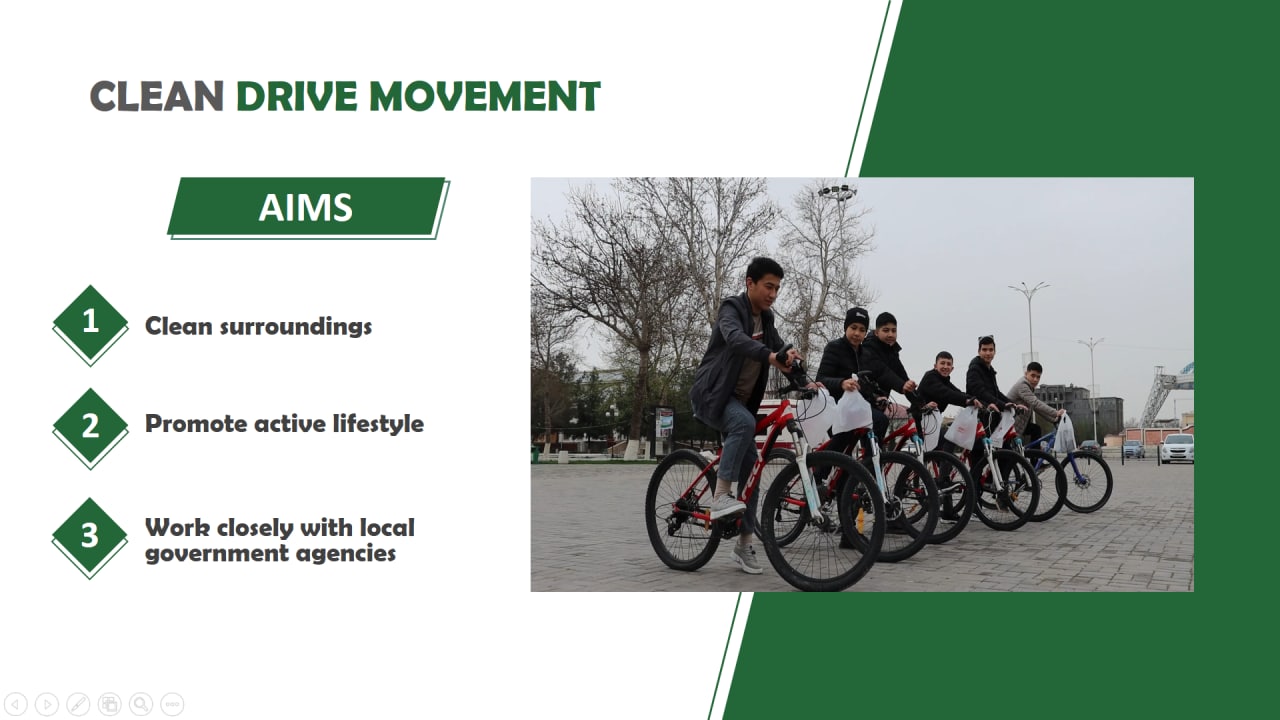 CLEAN DRIVE MOVEMENT
AIMS
1
Clean surroundings
2
Promote active lifestyle
3
Work closely with local
government agencies